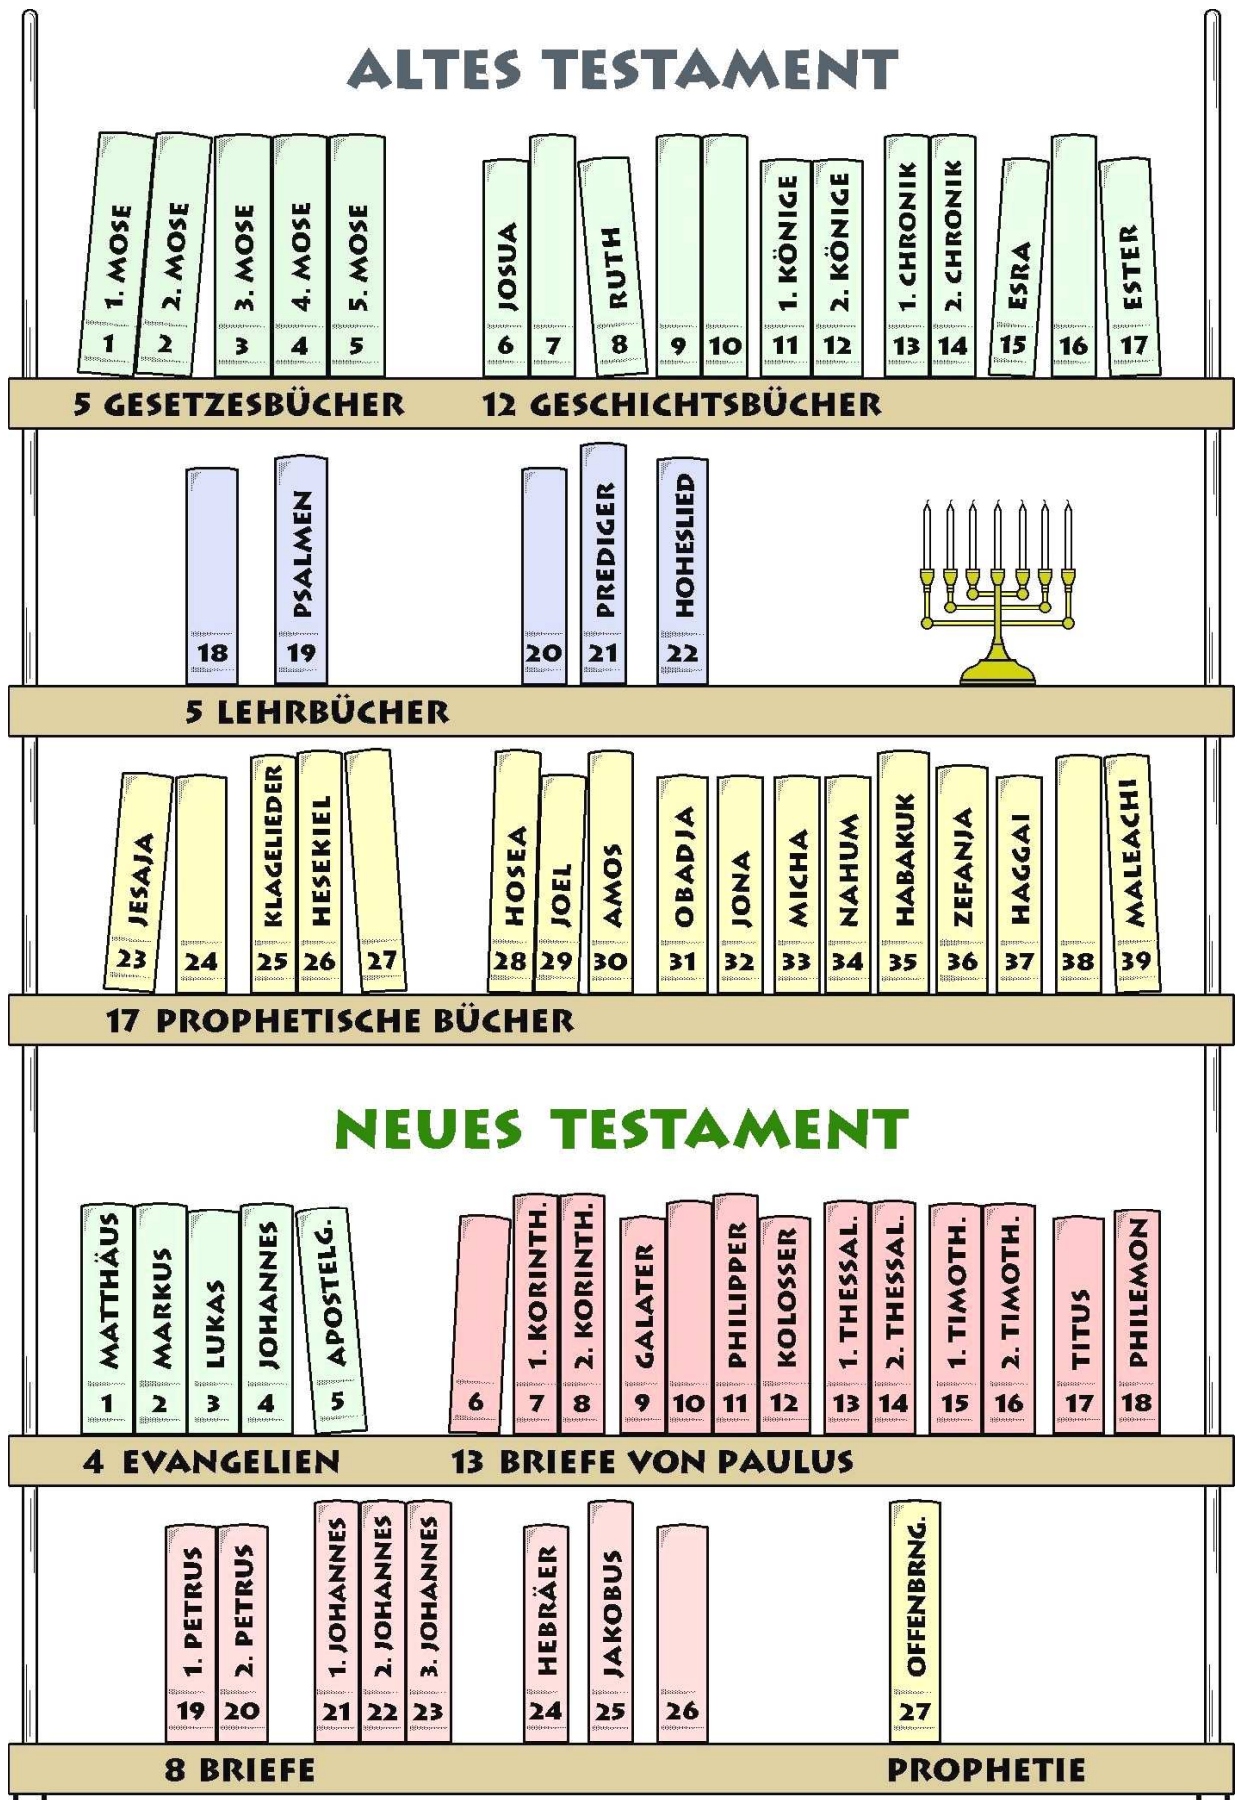 ALTES TESTAMENT
1. MOSE 1
2. MOSE 2
3. MOSE 3
4. MOSE 4
5. MOSE 5
JOSUA 6
7
RUTH 8
9
10
1. KÖNIGE 11
2. KÖNIGE 12
1. CHRONIK 13
2. CHRONIK 14
ESRA 15
16
ESTER 17
5 GESETZESBÜCHER
12 GESCHICHTSBÜCHER
18
PSALMEN 19
20
PREDIGER 21
HOHESLIED 22
5 LEHRBÜCHER
JESAJA 23
24
KLAGELIEDER 25
HESEKIEL 26
27
HOSEA 28
JOEL 29
AMOS 30
OBADJA 31
JONA 32
MICHA 33
NAHUM 34
HABAKUK 35
ZEFANJA 36
HAGGAI 37
38
MALEACHI 39
17 PROPHETISCHE BÜCHER
NEUES TESTAMENT
MATTHÄUS 1
MARKUS 2
LUKAS 3
JOHANNES 4
APOSTELG. 5
6
1. KORINTH. 7
2. KORINTH. 8
GALATER 9
10
PHILIPPER 11
KOLOSSER 12
1. THESSAL. 13
2. THESSAL. 14
1. TIMOTH. 15
2. TIMOTH. 16
TITUS 17
PHILEMON 18
4 EVANGELIEN
13 BRIEFE VON PAULUS
1. PETRUS 19
2. PETRUS 20
1. JOHANNES 21
2. JOHANNES 22
3. JOHANNES 23
HEBRÄER 24
JAKOBUS 25
26
OFFENBRNG. 27
8 BRIEFE
PROPHETIE